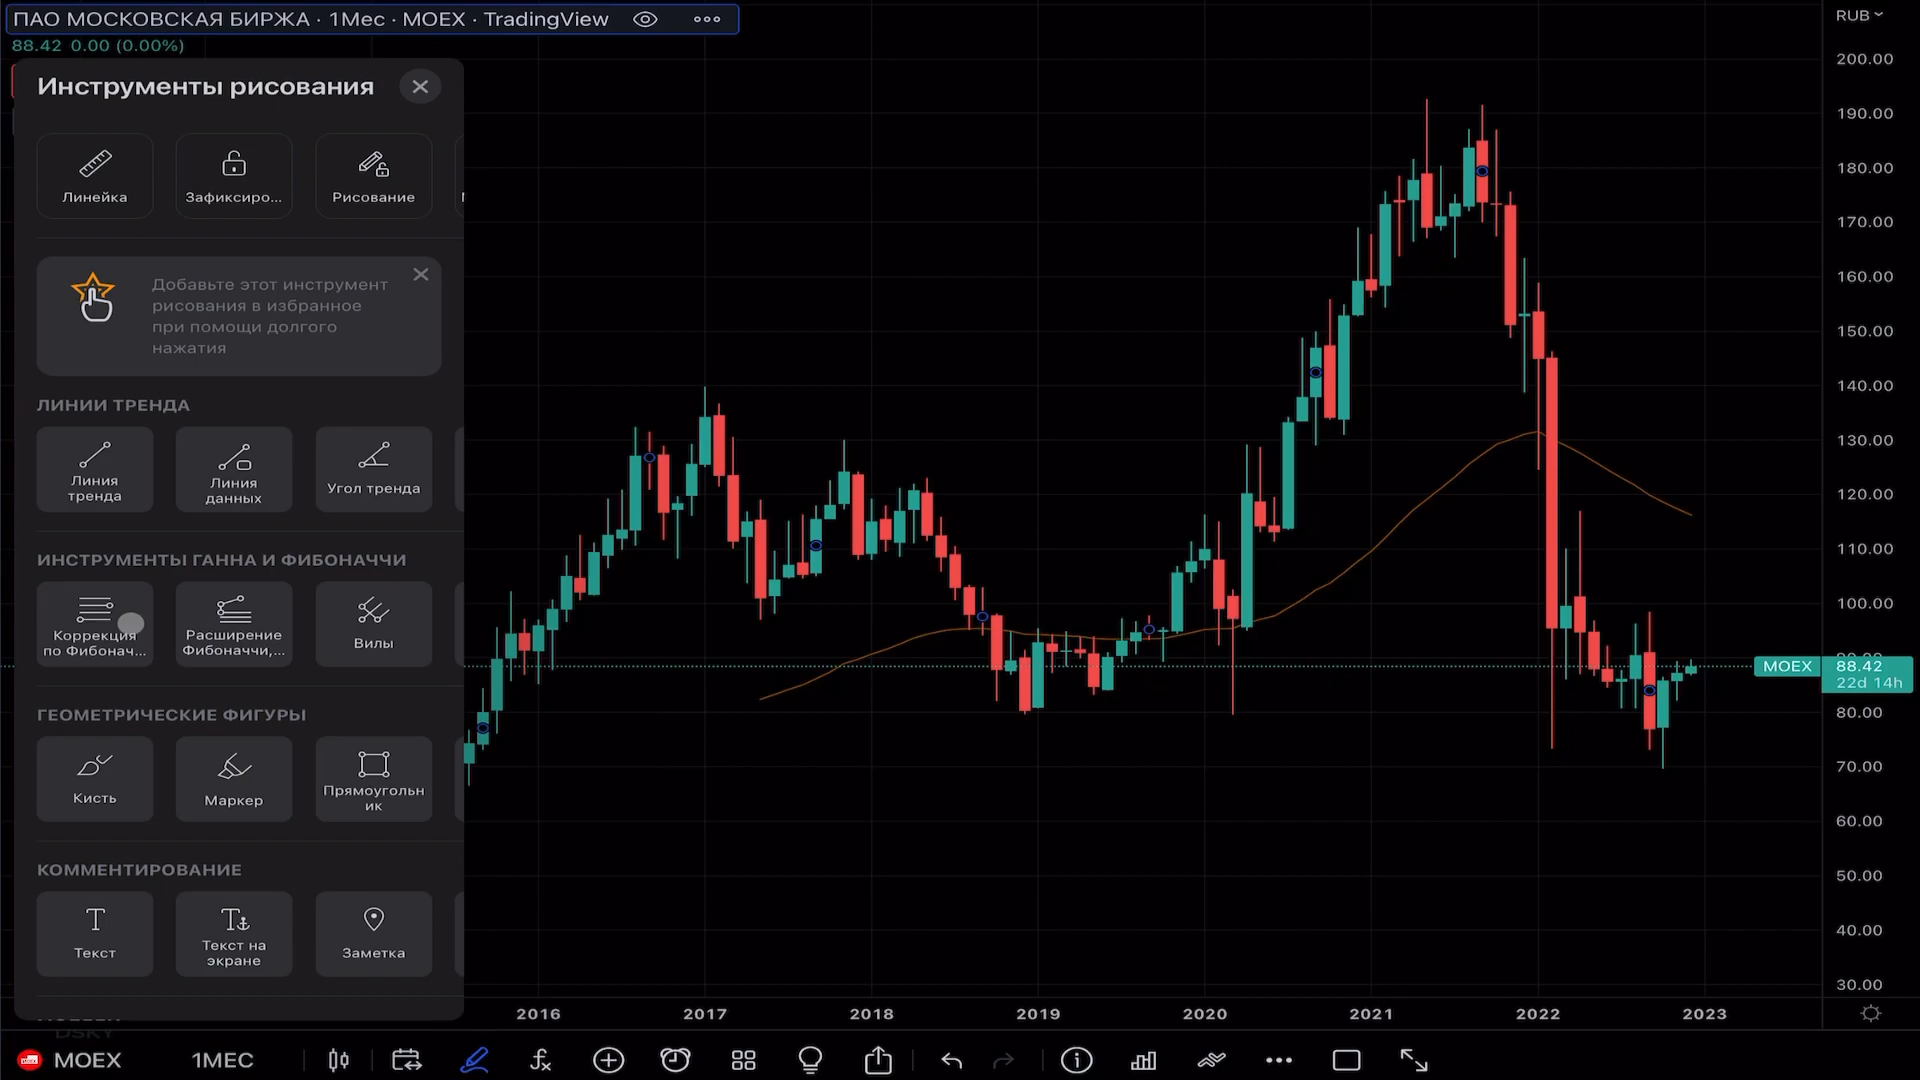 ПАО МОСКОВСКАЯ БИРЖА · 1Мес · MOEX · TradingView
88.42 0.00 (0.00%)
Инструменты рисования
Линейка
Зафиксиро...
Рисование
Добавьте этот инструмент
рисования в избранное
при помощи долгого
нажатия
ЛИНИИ ТРЕНДА
Линия
тренда
Линия
данных
Угол тренда
ИНСТРУМЕНТЫ ГАННА И ФИБОНАЧЧИ
Коррекция
по Фибонач...
Расширение
Фибоначчи,...
Вилы
ГЕОМЕТРИЧЕСКИЕ ФИГУРЫ
Кисть
Маркер
Прямоугольн
ик
КОММЕНТИРОВАНИЕ
Текст
Текст на
экране
Заметка
RUB
200.00
190.00
180.00
170.00
160.00
150.00
140.00
130.00
120.00
110.00
100.00
MOEX 88.42
22d 14h
80.00
70.00
60.00
50.00
40.00
30.00
2016 2017 2018 2019 2020 2021 2022 2023
MOEX 1МЕС